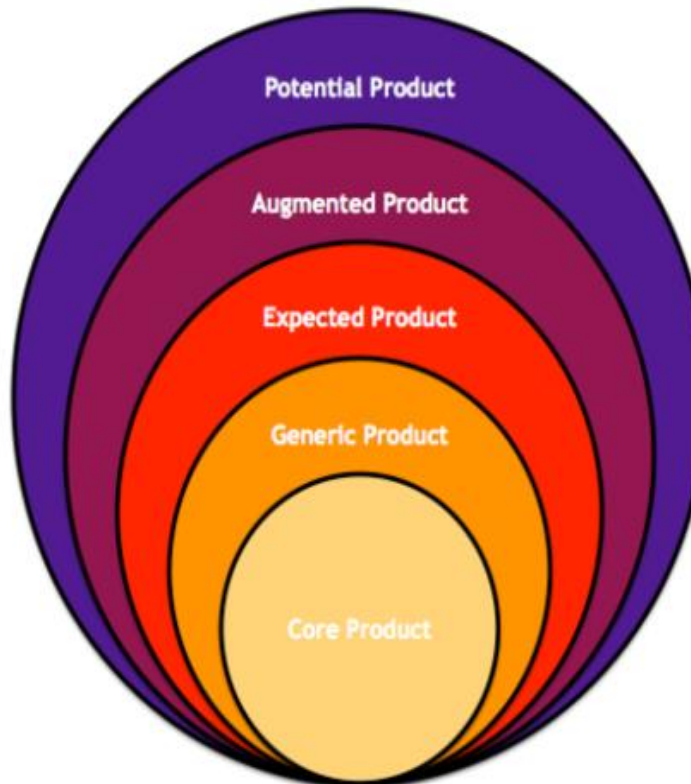 Potential Product
Augmented Product
Expected Product
Generic Product
Core Product